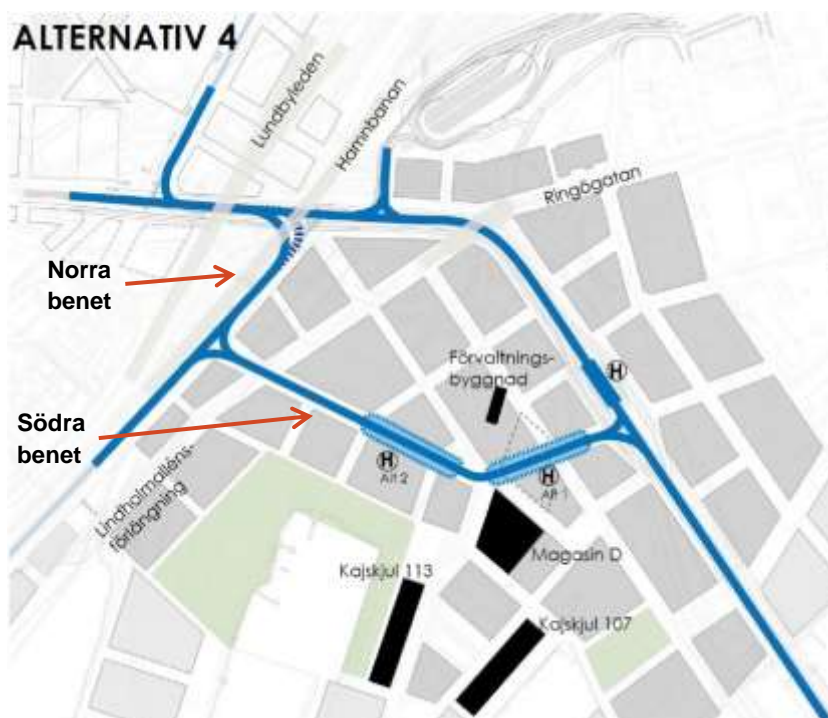 ALTERNATIV 4
Lundbyleden
Hamnbanan
Ringögatan
Norra
benet
Förvaltnings-
byggnad
H
Södra
benet
H
Alt 2
H
Alt 1
Lindholmalléns-
förlängning
Magasin D
Kajskjul 113
Kajskjul 107